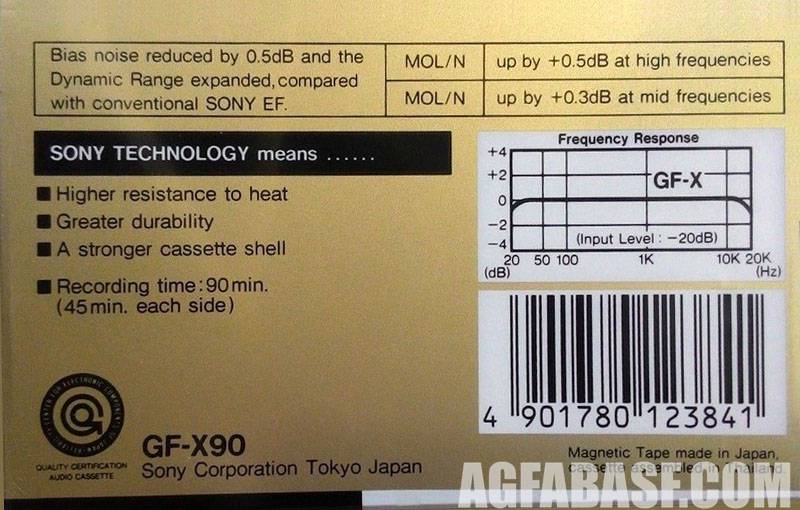 Bias noise reduced by 0.5dB and the
Dynamic Range expanded, compared
with conventional SONY EF.
MOL/N up by +0.5dB at high frequencies
MOL/N up by +0.3dB at mid frequencies
SONY TECHNOLOGY means ......
Higher resistance to heat
Greater durability
A stronger cassette shell
Recording time:90min.
(45min. each side)
Frequency Response
+4
+2
0
−2
−4
(dB)
GF-X
(Input Level : −20dB)
20 50 100 1K 10K 20K
(Hz)
4 901780 123841
QUALITY CERTIFICATION
AUDIO CASSETTE
GF-X90
Sony Corporation Tokyo Japan
Magnetic Tape made in Japan,
cassette assembled in Thailand.
AGFABASF.COM